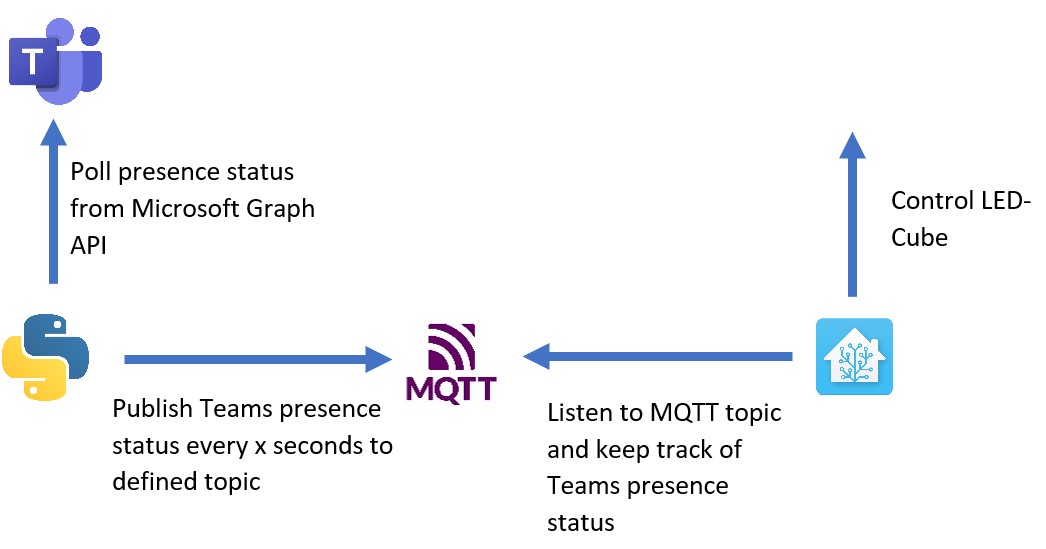 T
Poll presence status
from Microsoft Graph
API
Control LED-
Cube
MQTT
Publish Teams presence
status every x seconds to
defined topic
Listen to MQTT topic
and keep track of
Teams presence
status